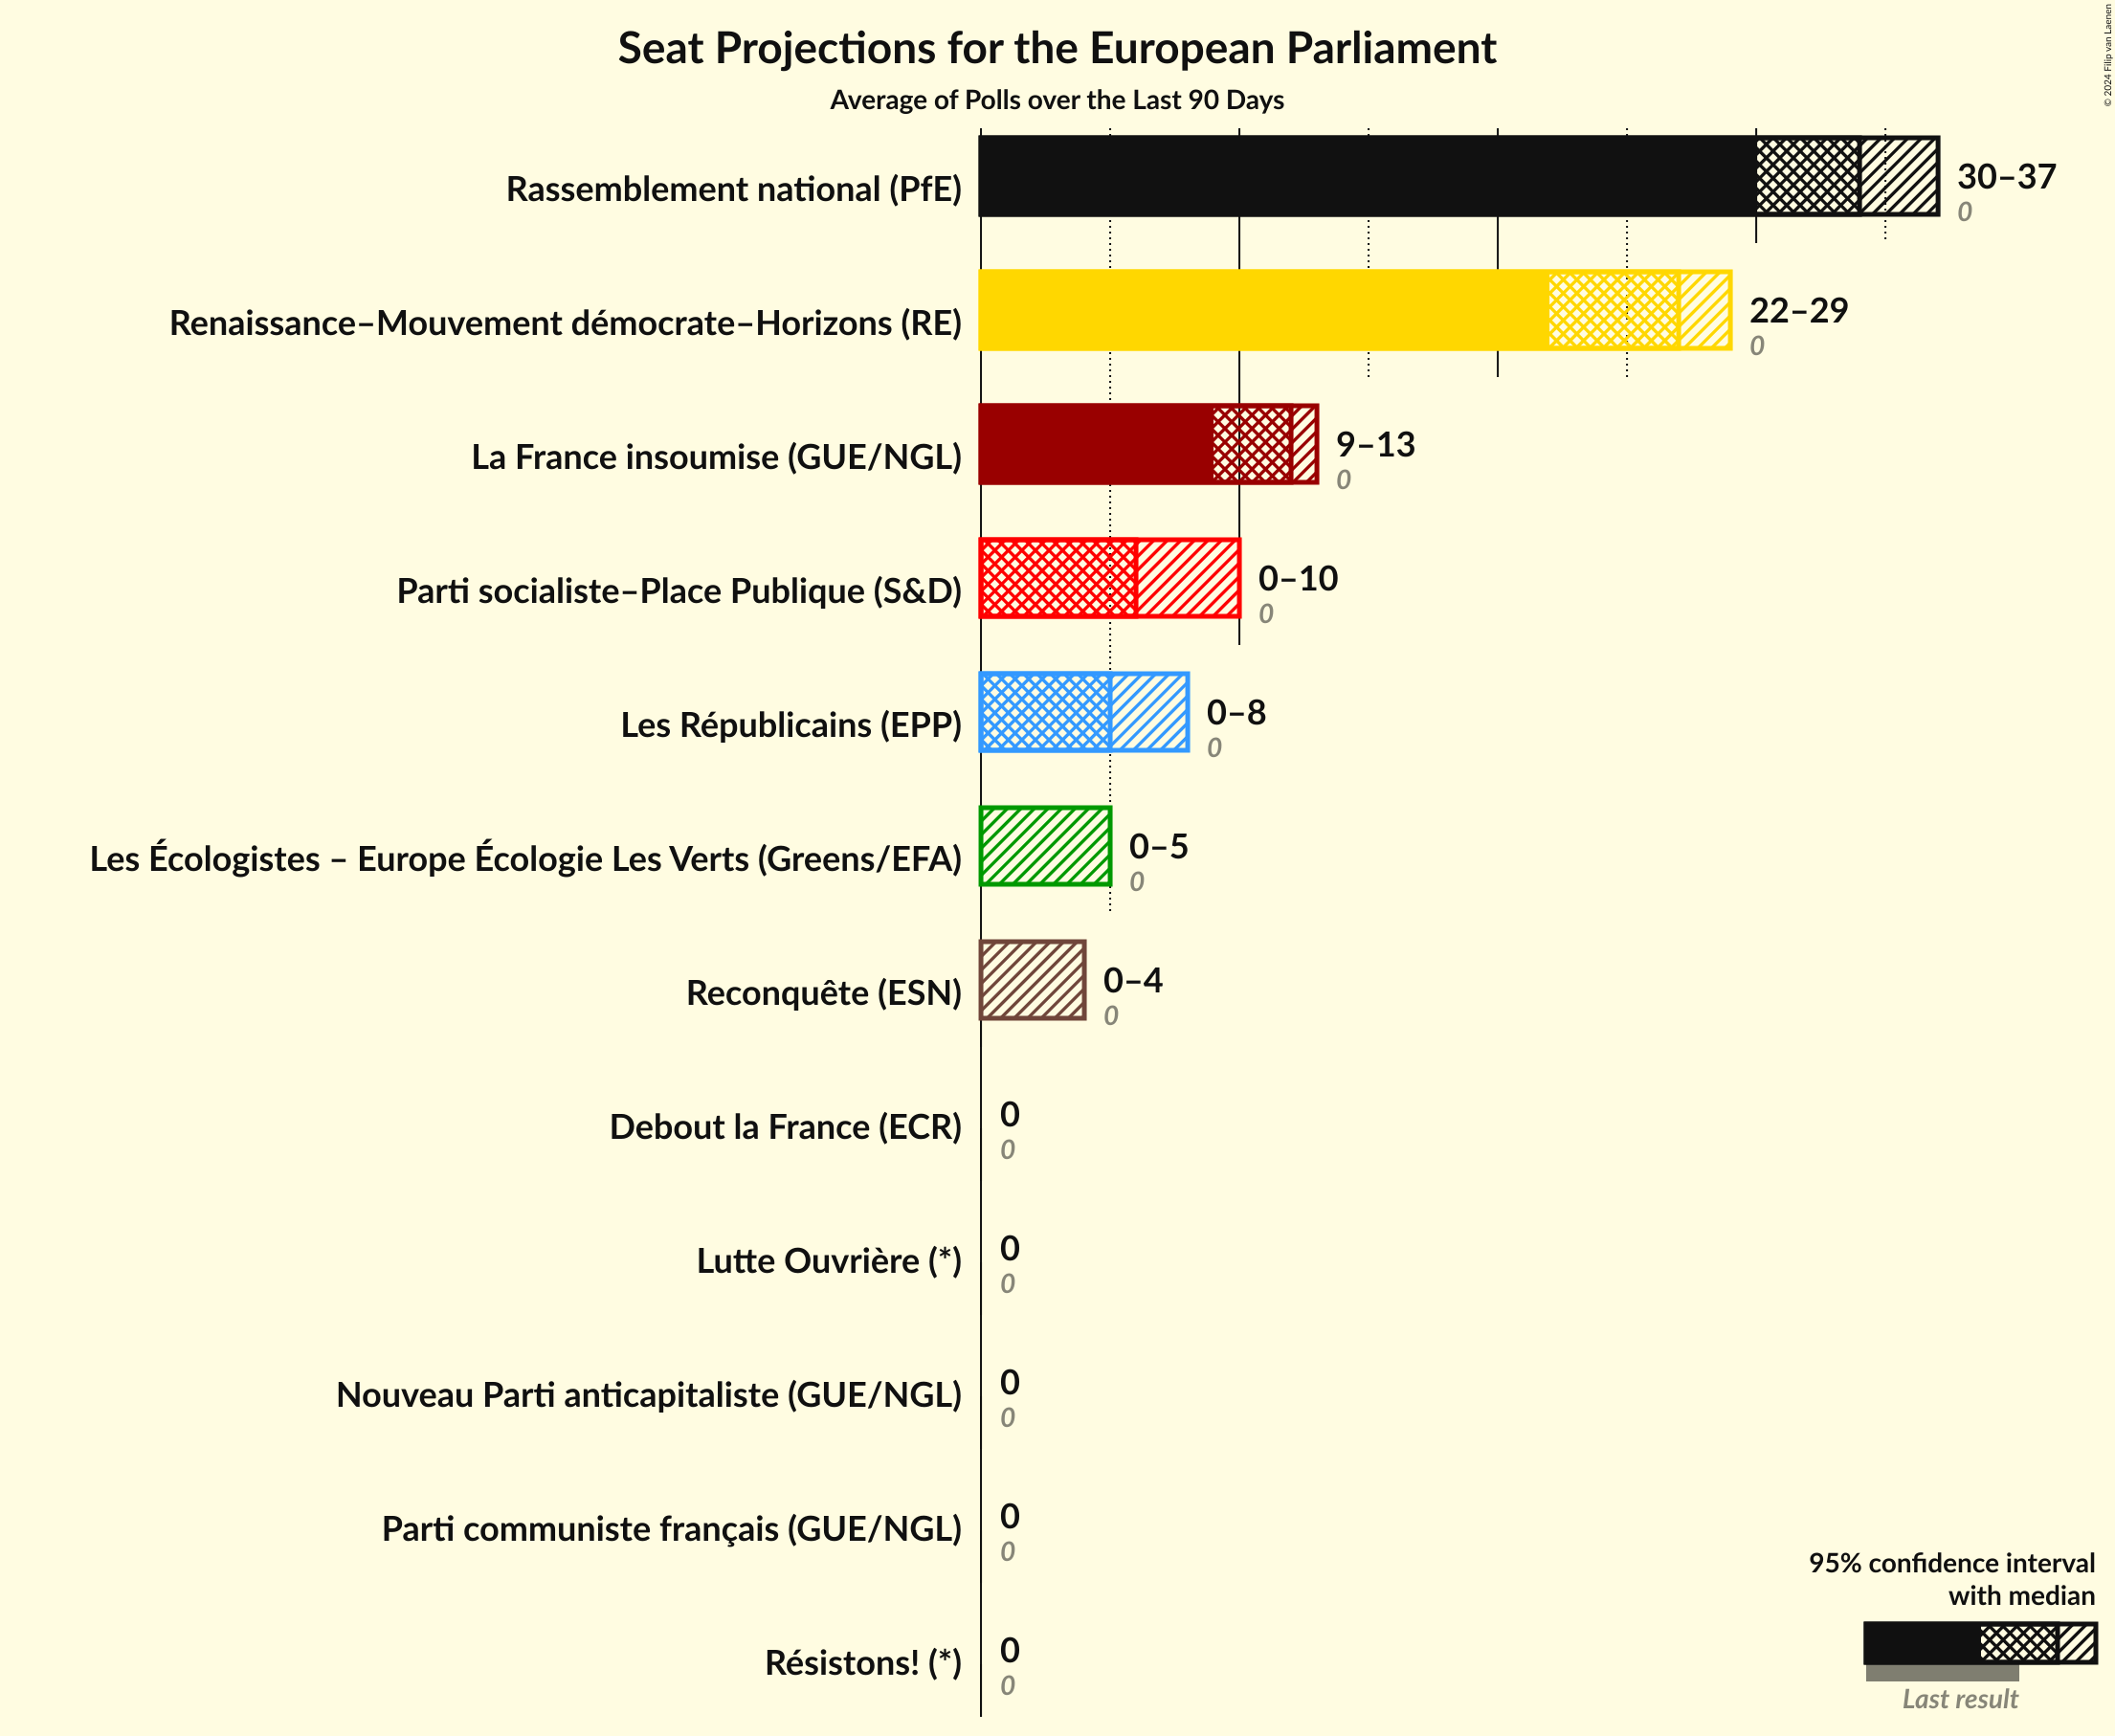 Seat Projections for the European Parliament
Average of Polls over the Last 90 Days
© 2024 Filip van Laenen
Rassemblement national (PfE)
30–37
0
Renaissance–Mouvement démocrate–Horizons (RE)
22–29
0
La France insoumise (GUE/NGL)
9–13
0
Parti socialiste–Place Publique (S&D)
0–10
0
Les Républicains (EPP)
0–8
0
Les Écologistes – Europe Écologie Les Verts (Greens/EFA)
0–5
0
Reconquête (ESN)
0–4
0
Debout la France (ECR)
0
0
Lutte Ouvrière (*)
0
0
Nouveau Parti anticapitaliste (GUE/NGL)
0
0
Parti communiste français (GUE/NGL)
0
0
Résistons! (*)
0
0
95% confidence interval
with median
Last result